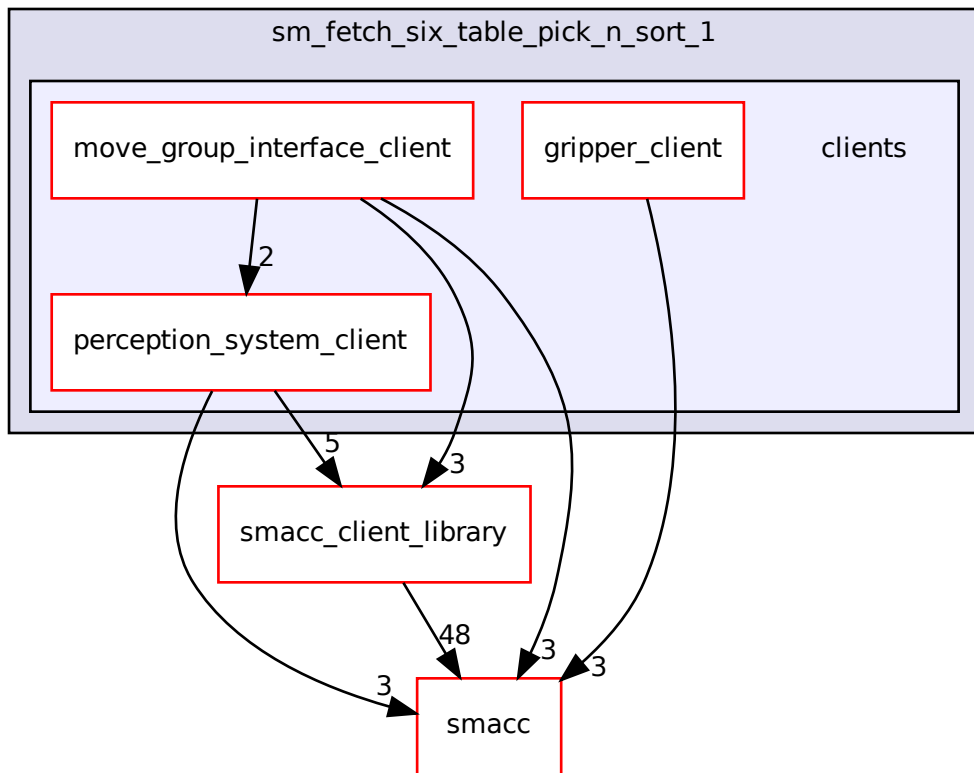 sm_fetch_six_table_pick_n_sort_1
move_group_interface_client
gripper_client
clients
2
perception_system_client
5
3
smacc_client_library
48
3
3
3
smacc